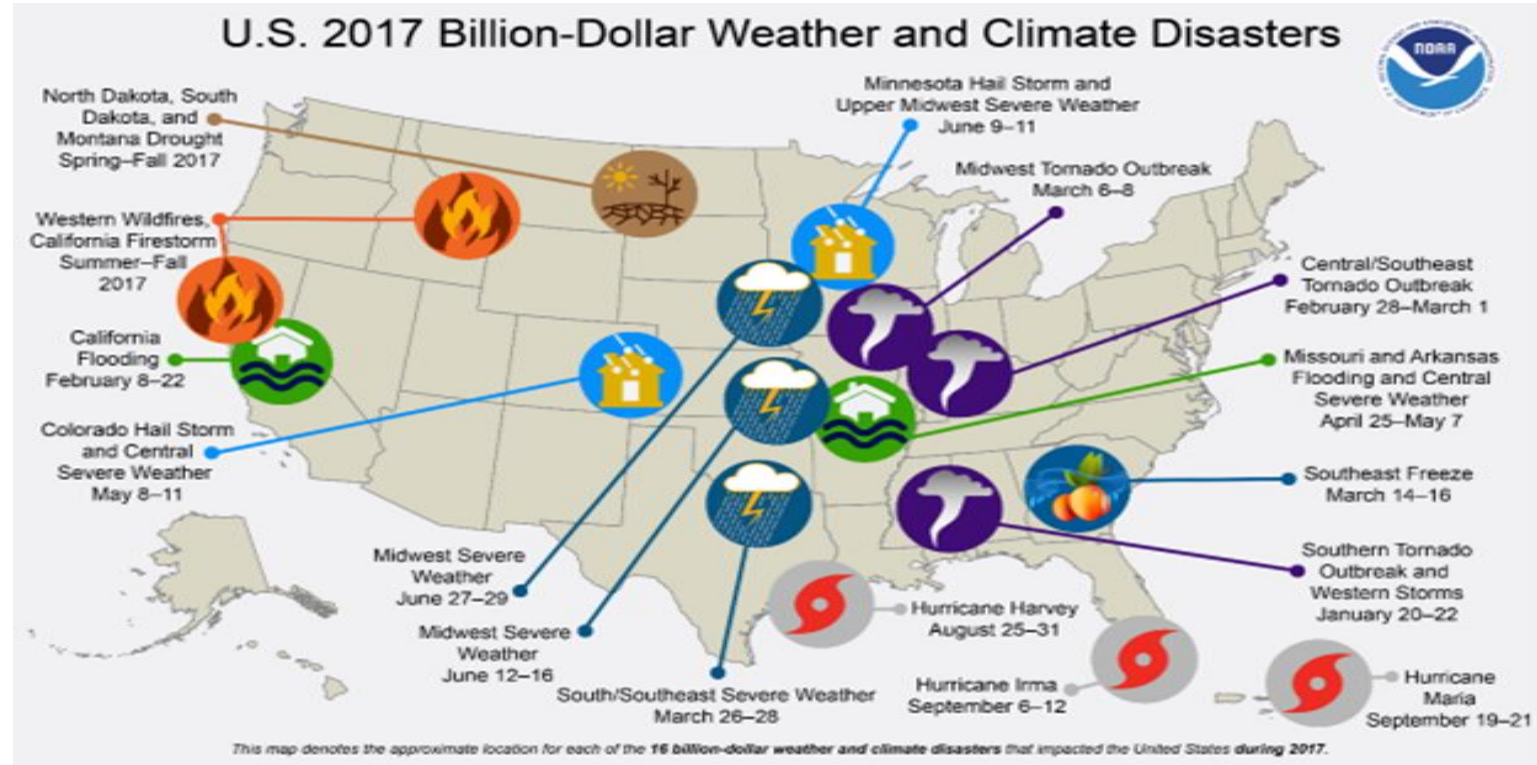 U.S. 2017 Billion-Dollar Weather and Climate Disasters
NOAA
North Dakota, South
Dakota, and
Montana Drought
Spring–Fall 2017
Minnesota Hail Storm and
Upper Midwest Severe Weather
June 9–11
Midwest Tornado Outbreak
March 6–8
Western Wildfires,
California Firestorm
Summer–Fall
2017
Central/Southeast
Tornado Outbreak
February 28–March 1
California
Flooding
February 8–22
Missouri and Arkansas
Flooding and Central
Severe Weather
April 25–May 7
Colorado Hail Storm
and Central
Severe Weather
May 8–11
Southeast Freeze
March 14–16
Midwest Severe
Weather
June 27–29
Southern Tornado
Outbreak and
Western Storms
January 20–22
Hurricane Harvey
August 25–31
Midwest Severe
Weather
June 12–16
South/Southeast Severe Weather
March 26–28
Hurricane Irma
September 6–12
Hurricane
Maria
September 19–21
This map denotes the approximate location for each of the 16 billion-dollar weather and climate disasters that impacted the United States during 2017.